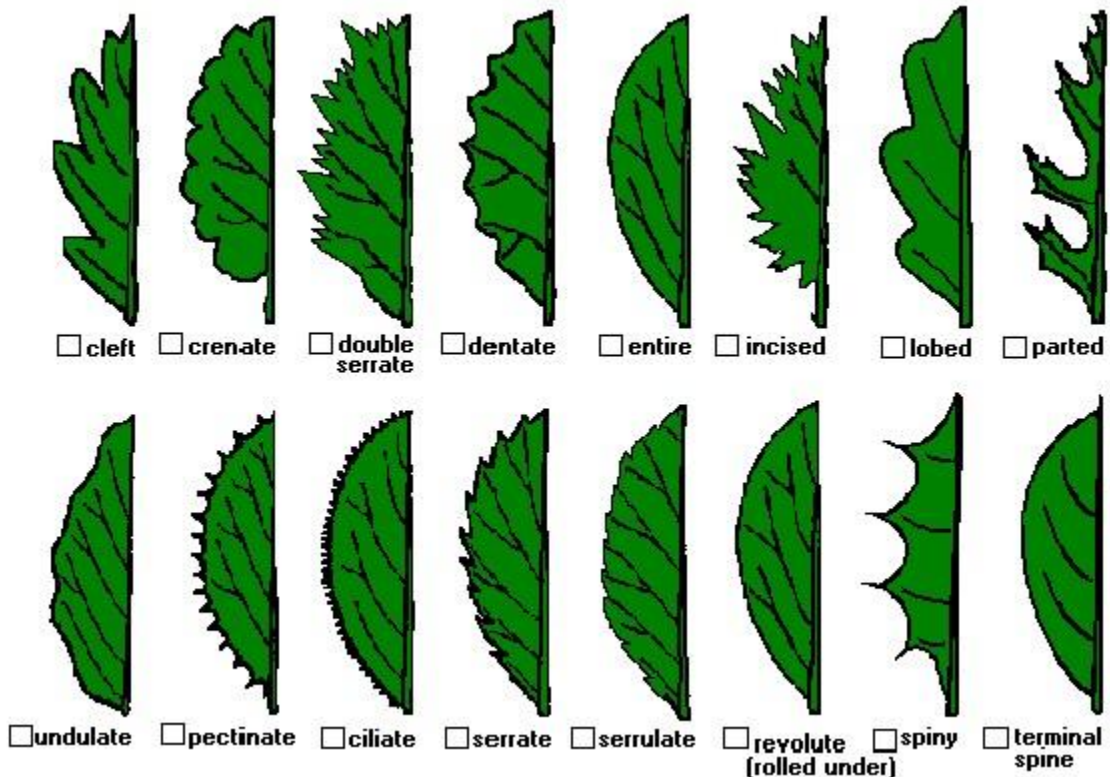 cleft
crenate
double
serrate
dentate
entire
incised
lobed
parted
undulate
pectinate
ciliate
serrate
serrulate
revolute
(rolled under)
spiny
terminal
spine